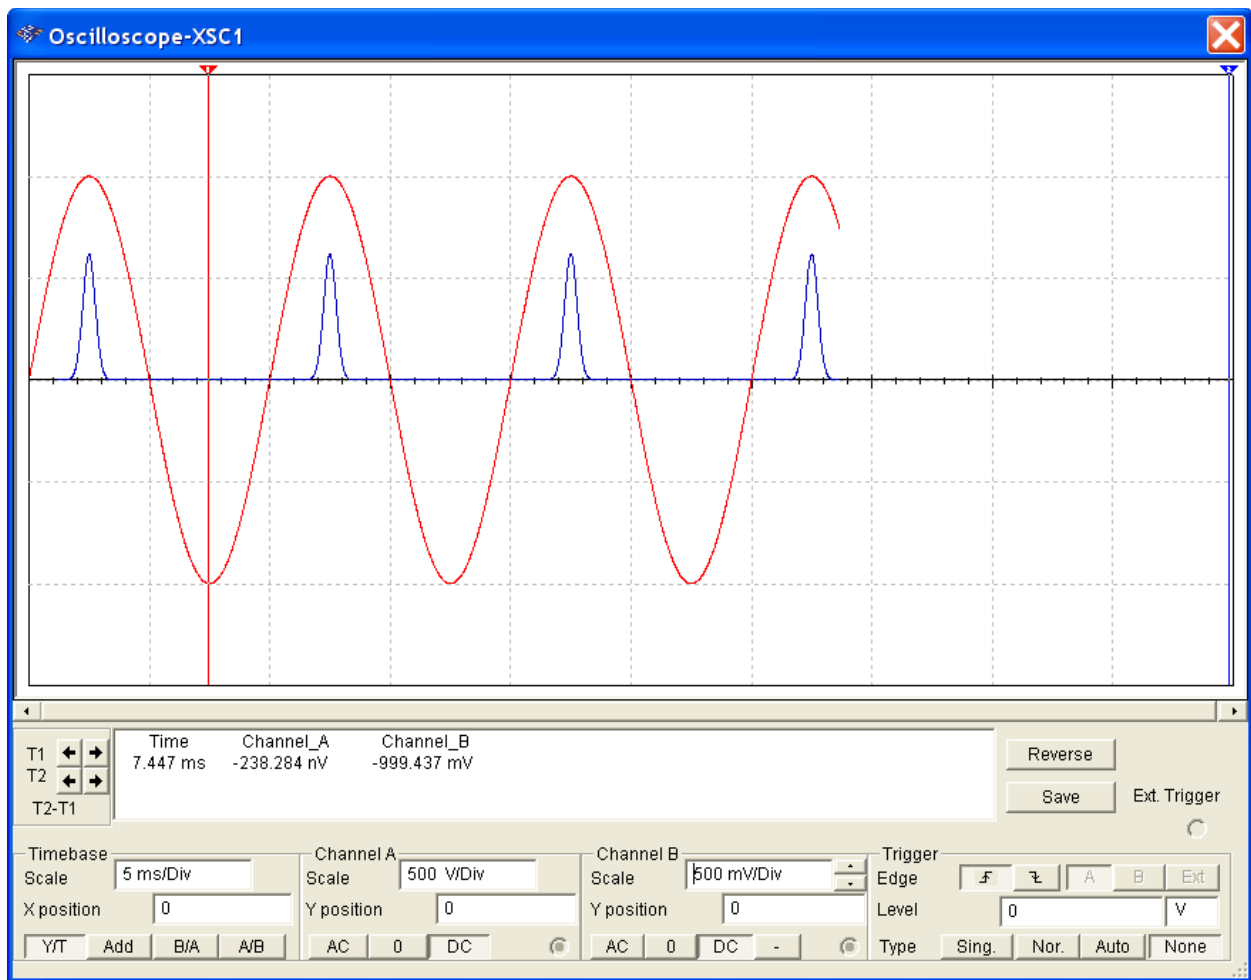 Oscilloscope-XSC1
1
2
T1
T2
T2-T1
Time Channel_A Channel_B
7.447 ms -238.284 nV -999.437 mV
Reverse
Save
Ext. Trigger
Timebase
Scale 5 ms/Div
X position 0
Y/T Add B/A A/B
Channel A
Scale 500 V/Div
Y position 0
AC 0 DC
Channel B
Scale 500 mV/Div
Y position 0
AC 0 DC -
Trigger
Edge A B Ext
Level 0 V
Type Sing. Nor. Auto None